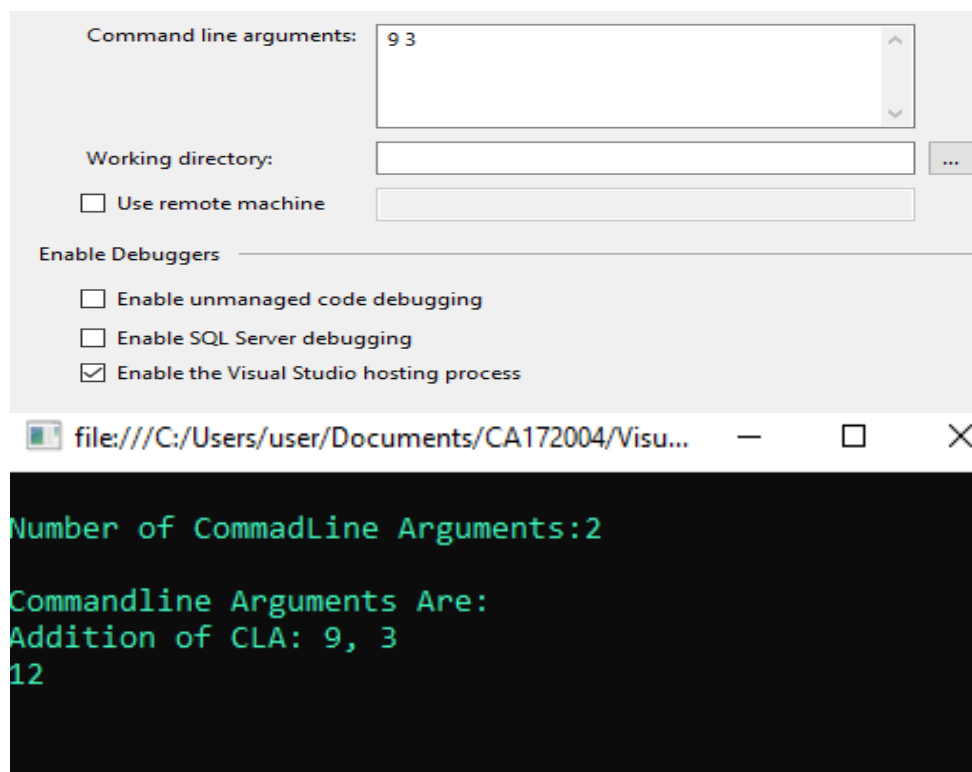 Command line arguments: 9 3
Working directory: ...
Use remote machine
Enable Debuggers
Enable unmanaged code debugging
Enable SQL Server debugging
Enable the Visual Studio hosting process
file:///C:/Users/user/Documents/CA172004/Visu...
Number of CommadLine Arguments:2
Commandline Arguments Are:
Addition of CLA: 9, 3
12